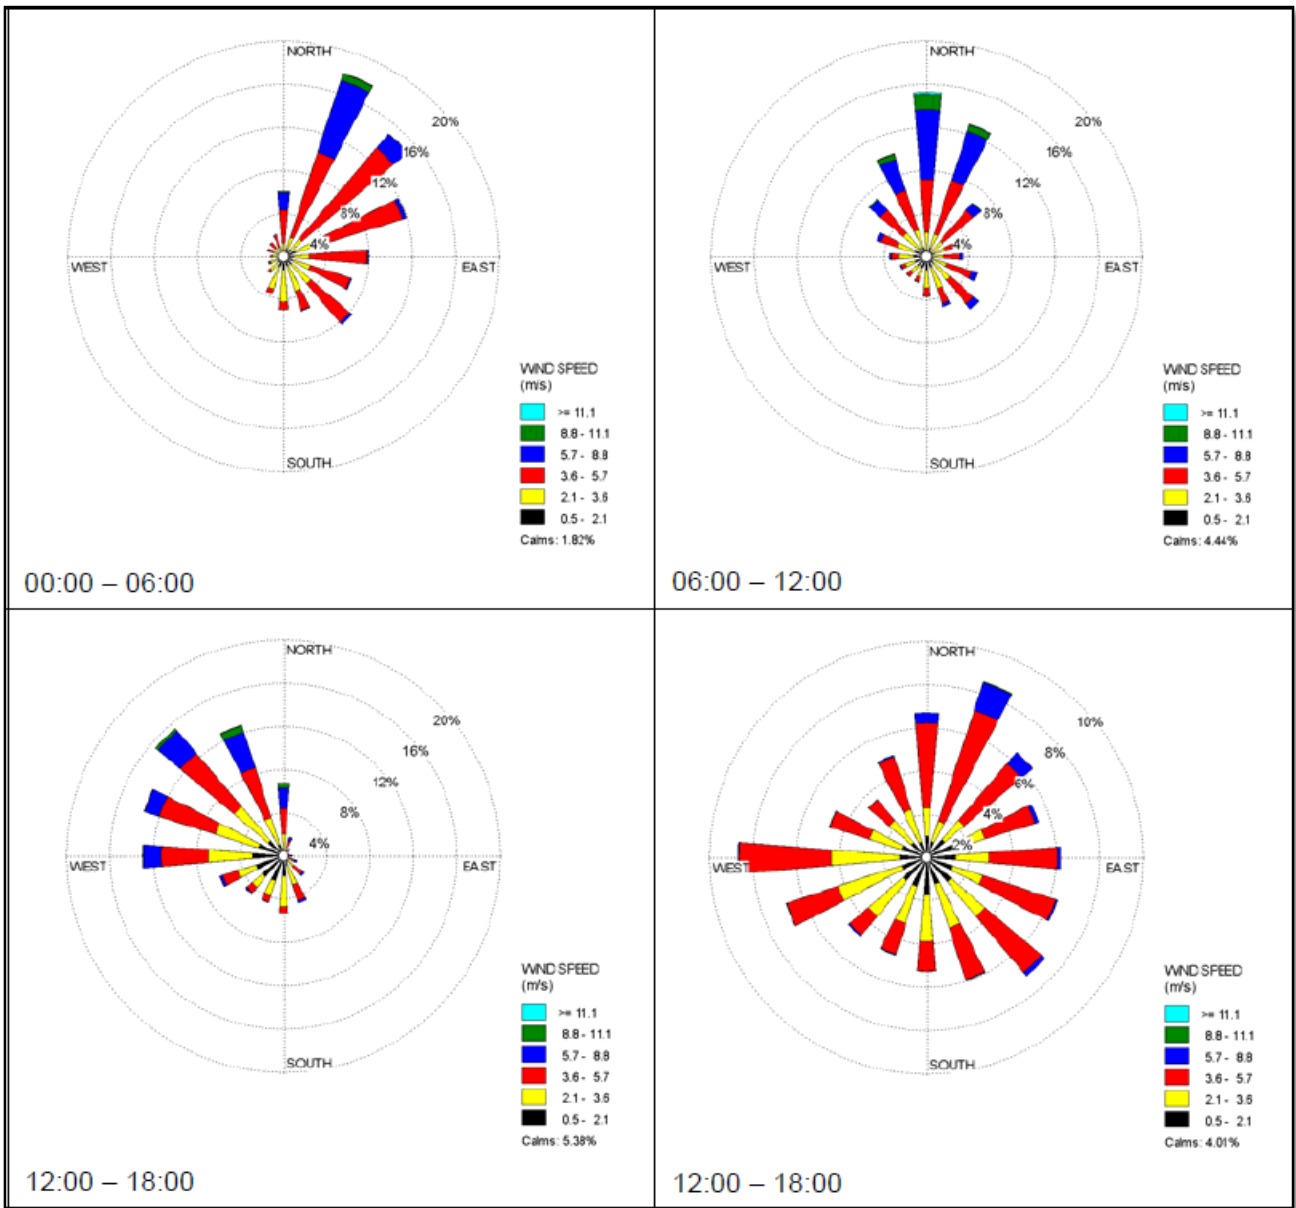 NORTH
20%
16%
12%
8%
4%
WEST
EAST
WIND SPEED
(m/s)
>= 11.1
8.8 - 11.1
5.7 - 8.8
3.6 - 5.7
2.1 - 3.6
0.5 - 2.1
Calms: 1.82%
SOUTH
00:00 – 06:00
NORTH
20%
16%
12%
8%
4%
WEST
EAST
WIND SPEED
(m/s)
>= 11.1
8.8 - 11.1
5.7 - 8.8
3.6 - 5.7
2.1 - 3.6
0.5 - 2.1
Calms: 4.44%
SOUTH
06:00 – 12:00
NORTH
20%
16%
12%
8%
4%
WEST
EAST
WIND SPEED
(m/s)
>= 11.1
8.8 - 11.1
5.7 - 8.8
3.6 - 5.7
2.1 - 3.6
0.5 - 2.1
Calms: 5.38%
SOUTH
12:00 – 18:00
NORTH
10%
8%
6%
4%
2%
WEST
EAST
WIND SPEED
(m/s)
>= 11.1
8.8 - 11.1
5.7 - 8.8
3.6 - 5.7
2.1 - 3.6
0.5 - 2.1
Calms: 4.01%
SOUTH
12:00 – 18:00